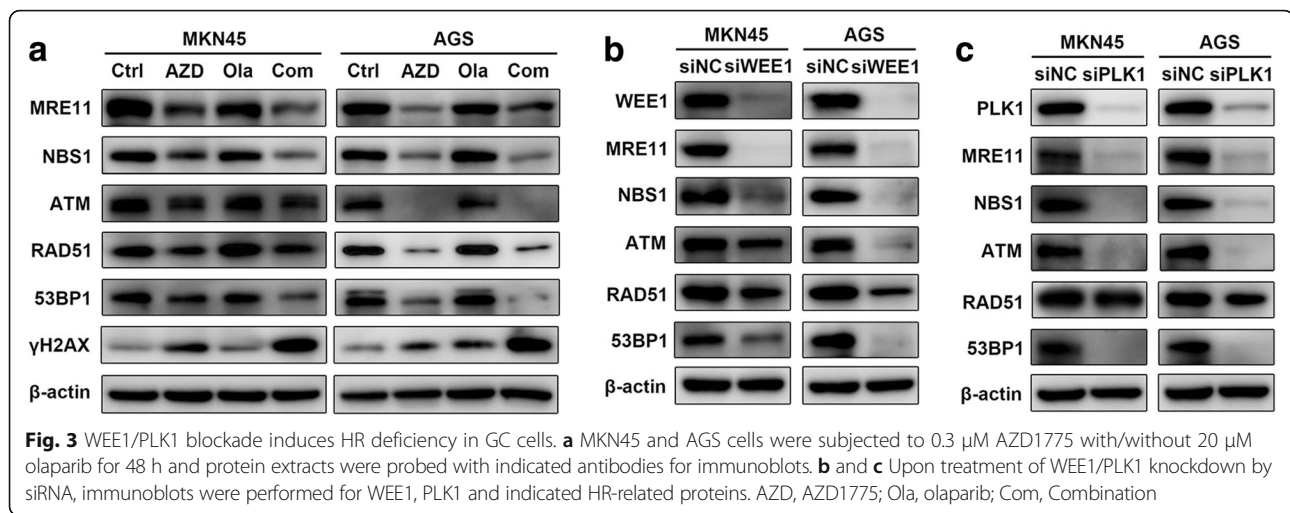 a
MKN45 AGS
Ctrl AZD Ola Com Ctrl AZD Ola Com
MRE11
NBS1
ATM
RAD51
53BP1
γH2AX
β-actin
b
MKN45 AGS
siNC siWEE1 siNC siWEE1
WEE1
MRE11
NBS1
ATM
RAD51
53BP1
β-actin
c
MKN45 AGS
siNC siPLK1 siNC siPLK1
PLK1
MRE11
NBS1
ATM
RAD51
53BP1
β-actin
Fig. 3 WEE1/PLK1 blockade induces HR deficiency in GC cells. a MKN45 and AGS cells were subjected to 0.3 μM AZD1775 with/without 20 μM
olaparib for 48 h and protein extracts were probed with indicated antibodies for immunoblots. b and c Upon treatment of WEE1/PLK1 knockdown by
siRNA, immunoblots were performed for WEE1, PLK1 and indicated HR-related proteins. AZD, AZD1775; Ola, olaparib; Com, Combination